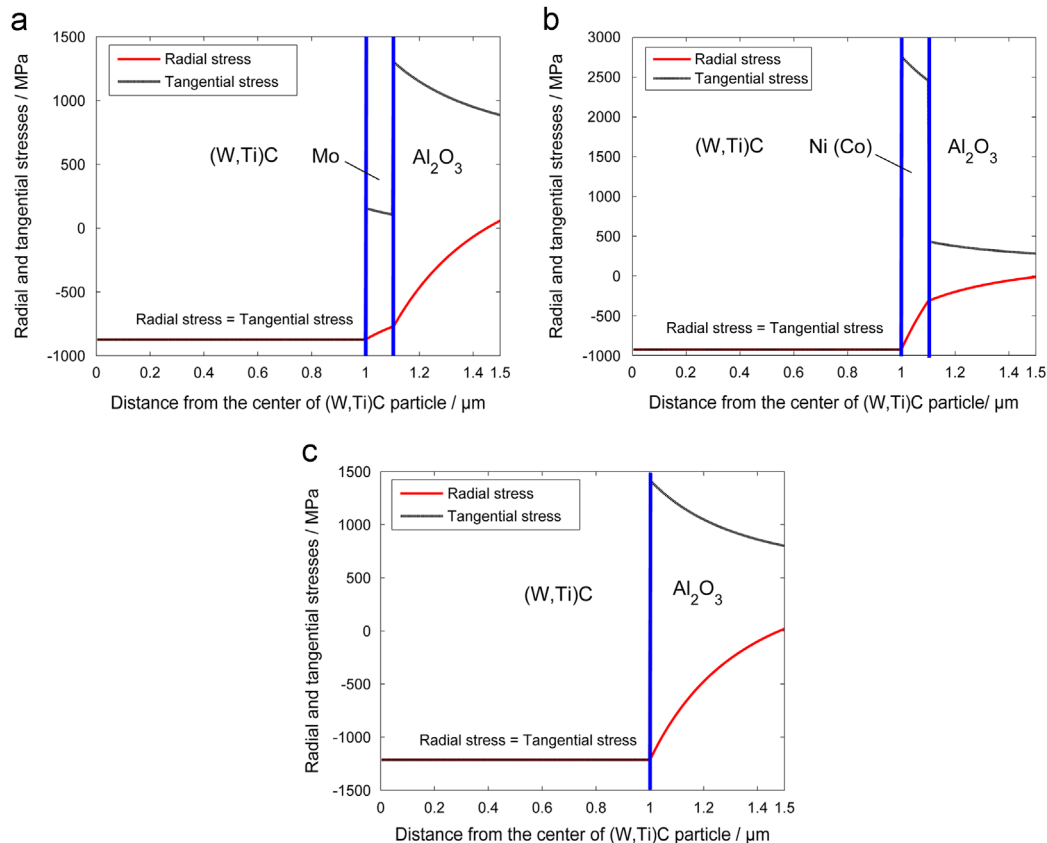 a
1500
1000
500
0
-500
-1000
Radial and tangential stresses / MPa
Radial stress
Tangential stress
(W,Ti)C
Mo
Al2O3
Radial stress = Tangential stress
0 0.2 0.4 0.6 0.8 1 1.2 1.4 1.5
Distance from the center of (W,Ti)C particle / µm
b
3000
2500
2000
1500
1000
500
0
-500
-1000
Radial and tangential stresses / MPa
Radial stress
Tangential stress
(W,Ti)C
Ni (Co)
Al2O3
Radial stress = Tangential stress
0 0.2 0.4 0.6 0.8 1 1.2 1.4 1.5
Distance from the center of (W,Ti)C particle/ µm
c
1500
1000
500
0
-500
-1000
-1500
Radial and tangential stresses / MPa
Radial stress
Tangential stress
(W,Ti)C
Al2O3
Radial stress = Tangential stress
0 0.2 0.4 0.6 0.8 1 1.2 1.4 1.5
Distance from the center of (W,Ti)C particle / µm